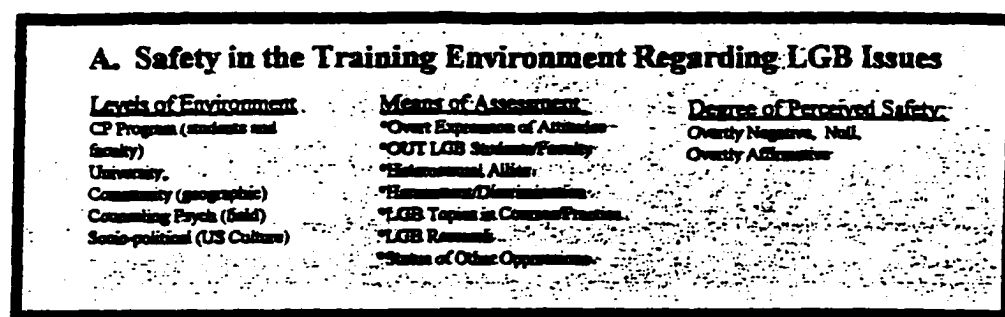 A. Safety in the Training Environment Regarding LGB Issues
Levels of Environment
CP Program (students and
faculty)
University,
Community (geographic)
Counseling Psych (field)
Socio-political (US Culture)
Means of Assessment
*Overt Expression of Attitudes
*OUT LGB Students/Faculty
*Heterosexual Allies
*Harassment/Discrimination
*LGB Topics in Courses/Practica
*LGB Research
*Status of Other Oppressions
Degree of Perceived Safety:
Overtly Negative, Null,
Overtly Affirmative